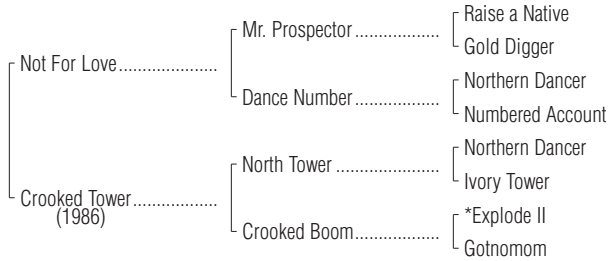 Raise a Native
Mr. Prospector ..................
Gold Digger
Not For Love.....................
Northern Dancer
Dance Number ..................
Numbered Account
Northern Dancer
North Tower ......................
Ivory Tower
Crooked Tower..................
(1986)
*Explode II
Crooked Boom..................
Gotnomom